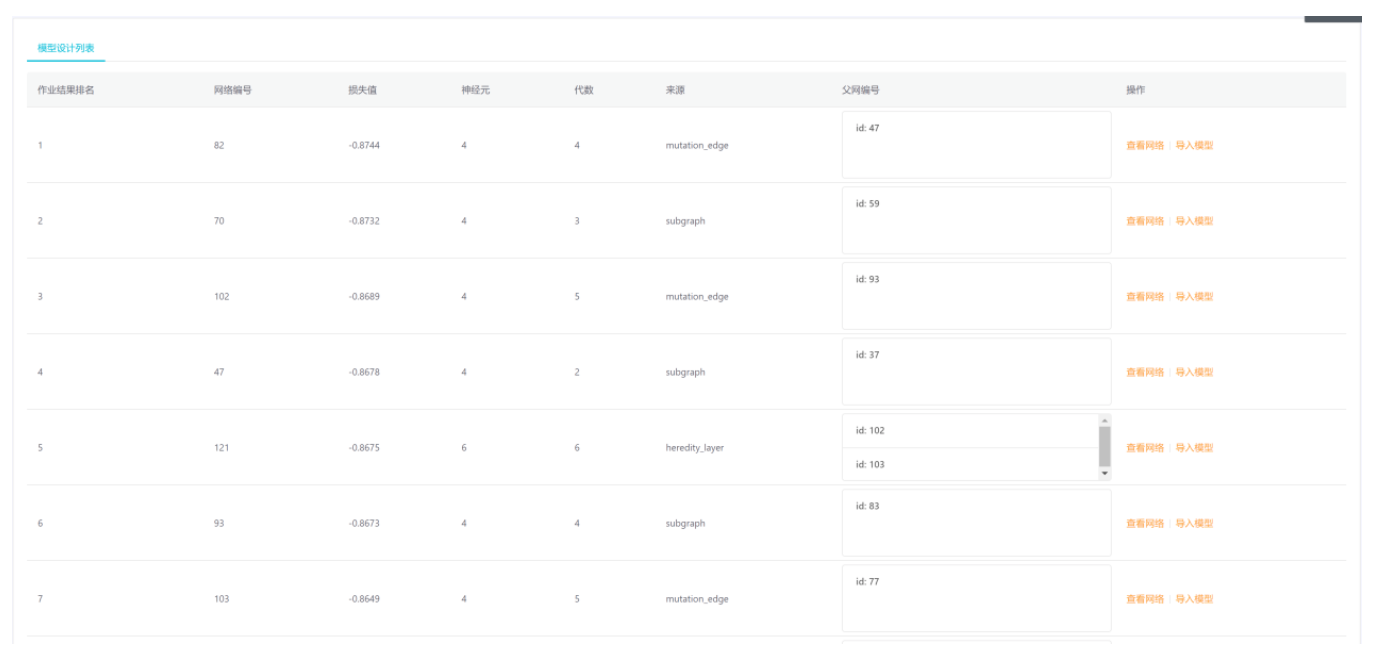 模型设计列表
作业结果排名 网络编号 损失值 神经元 代数 来源 父网编号 操作
id: 47
1 82 -0.8744 4 4 mutation_edge 查看网络 导入模型
id: 59
2 70 -0.8732 4 3 subgraph 查看网络 导入模型
id: 93
3 102 -0.8689 4 5 mutation_edge 查看网络 导入模型
id: 37
4 47 -0.8678 4 2 subgraph 查看网络 导入模型
id: 102
5 121 -0.8675 6 6 heredity_layer 查看网络 导入模型
id: 103
id: 83
6 93 -0.8673 4 4 subgraph 查看网络 导入模型
id: 77
7 103 -0.8649 4 5 mutation_edge 查看网络 导入模型